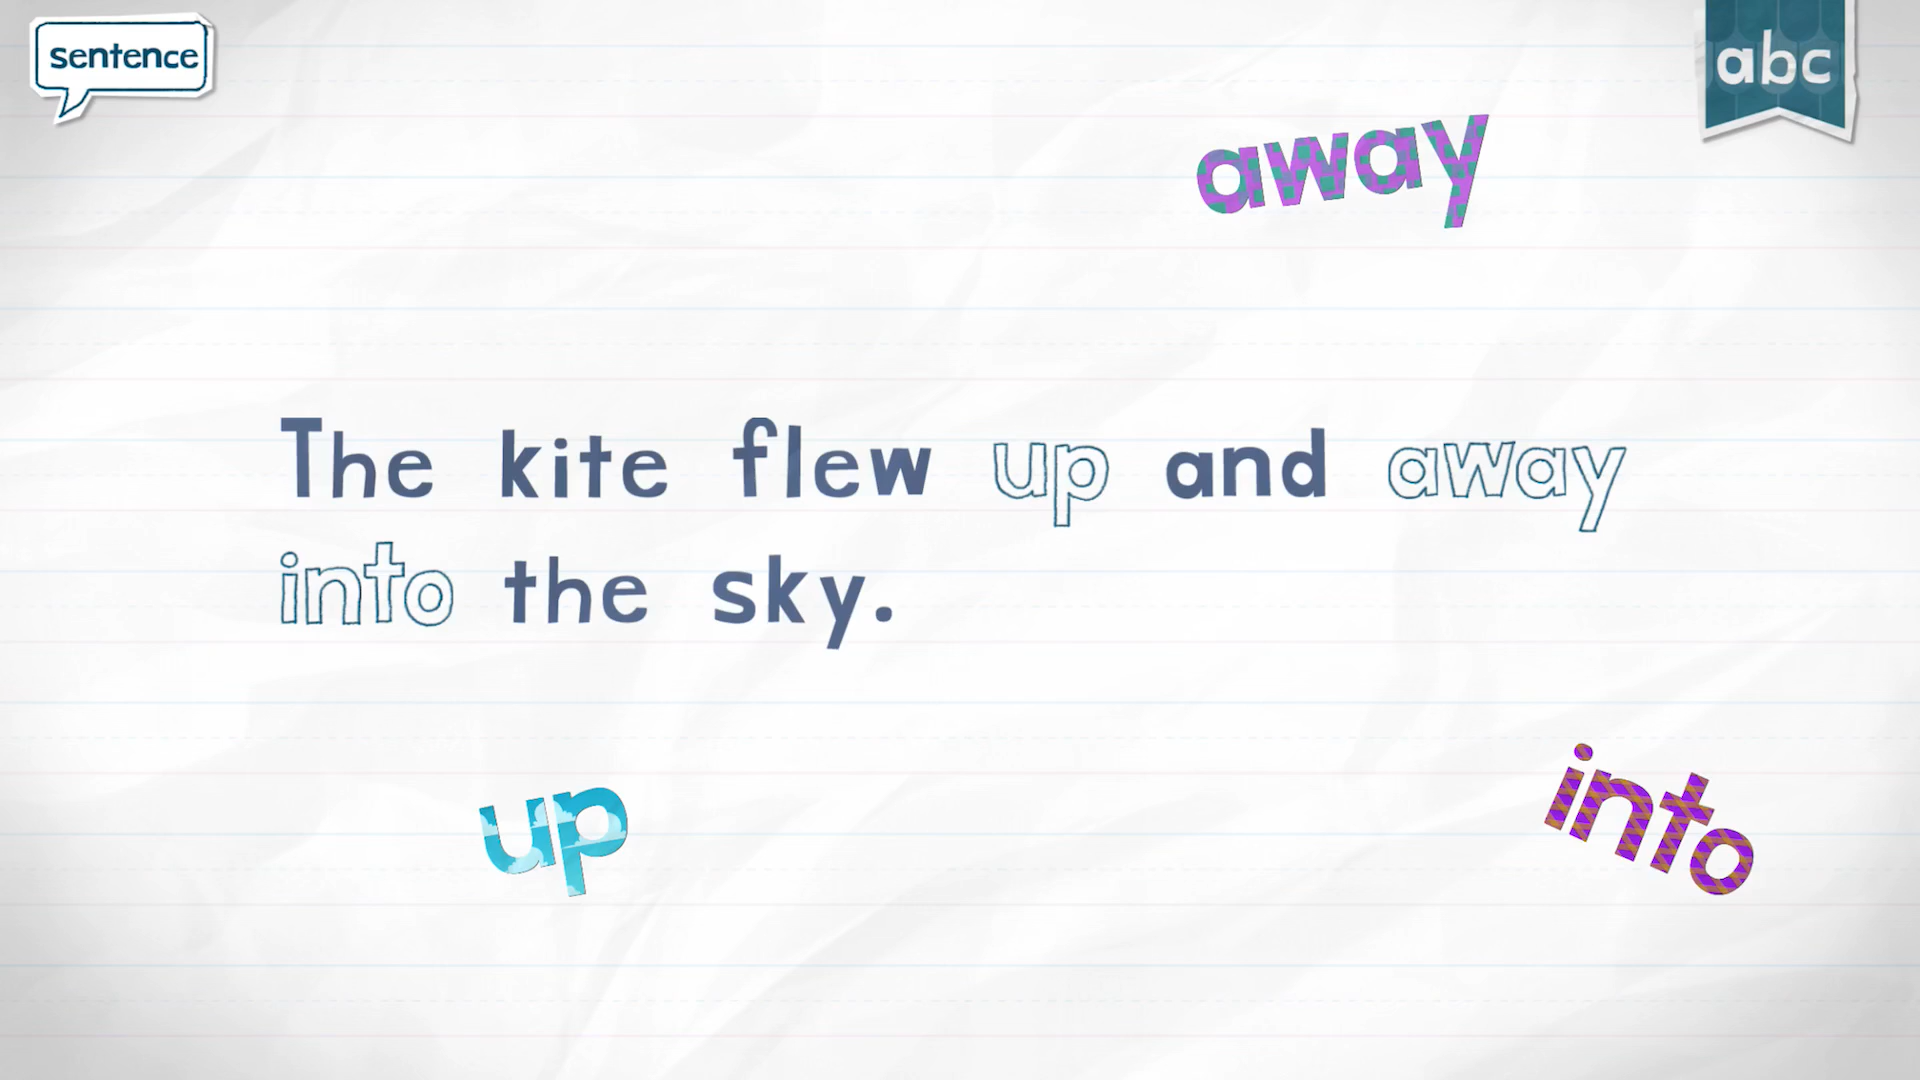 sentence
abc
away
The kite flew up and away
into the sky.
up
into